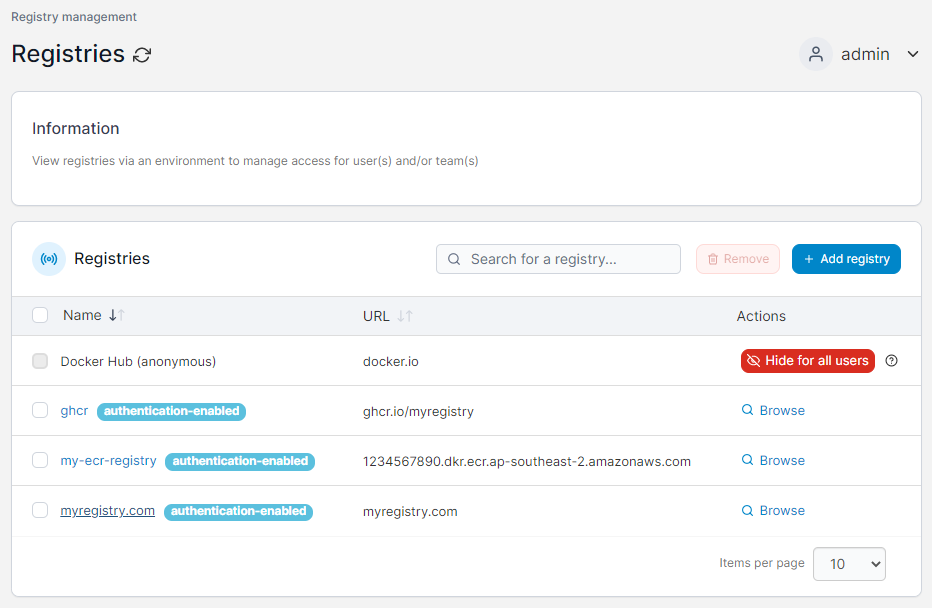 Registry management
Registries
admin
Information
View registries via an environment to manage access for user(s) and/or team(s)
Registries
Search for a registry...
Remove
+ Add registry
Name
URL
Actions
Docker Hub (anonymous)
docker.io
Hide for all users
ghcr authentication-enabled
ghcr.io/myregistry
Browse
my-ecr-registry authentication-enabled
1234567890.dkr.ecr.ap-southeast-2.amazonaws.com
Browse
myregistry.com authentication-enabled
myregistry.com
Browse
Items per page 10